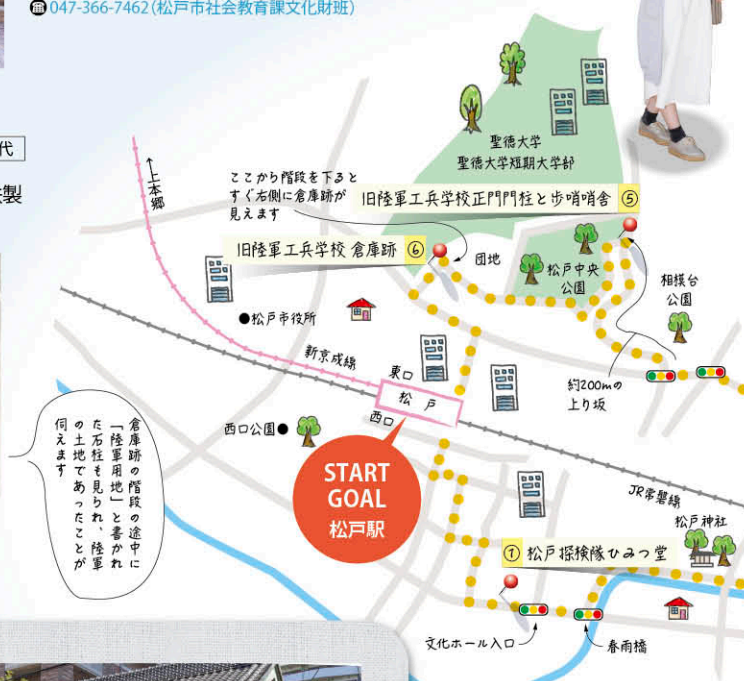 ☎047-366-7462(松戸市社会教育課文化財班)
代
製
上本郷
ここから階段を下ると
すぐ右側に倉庫跡が
見えます
聖徳大学
聖徳大学短期大学部
旧陸軍工兵学校正門門柱と歩哨哨舎 ⑤
旧陸軍工兵学校 倉庫跡 ⑥
団地
松戸中央
公園
相模台
公園
●松戸市役所
新京成線
東口
松戸
西口
西口公園●
約200mの
上り坂
START
GOAL
松戸駅
JR常磐線
松戸神社
① 松戸探検隊ひみつ堂
文化ホール入口
春雨橋
倉庫跡の階段の途中に
「陸軍用地」と書かれ
た石柱も見られ、陸軍
の土地であったことが
伺えます